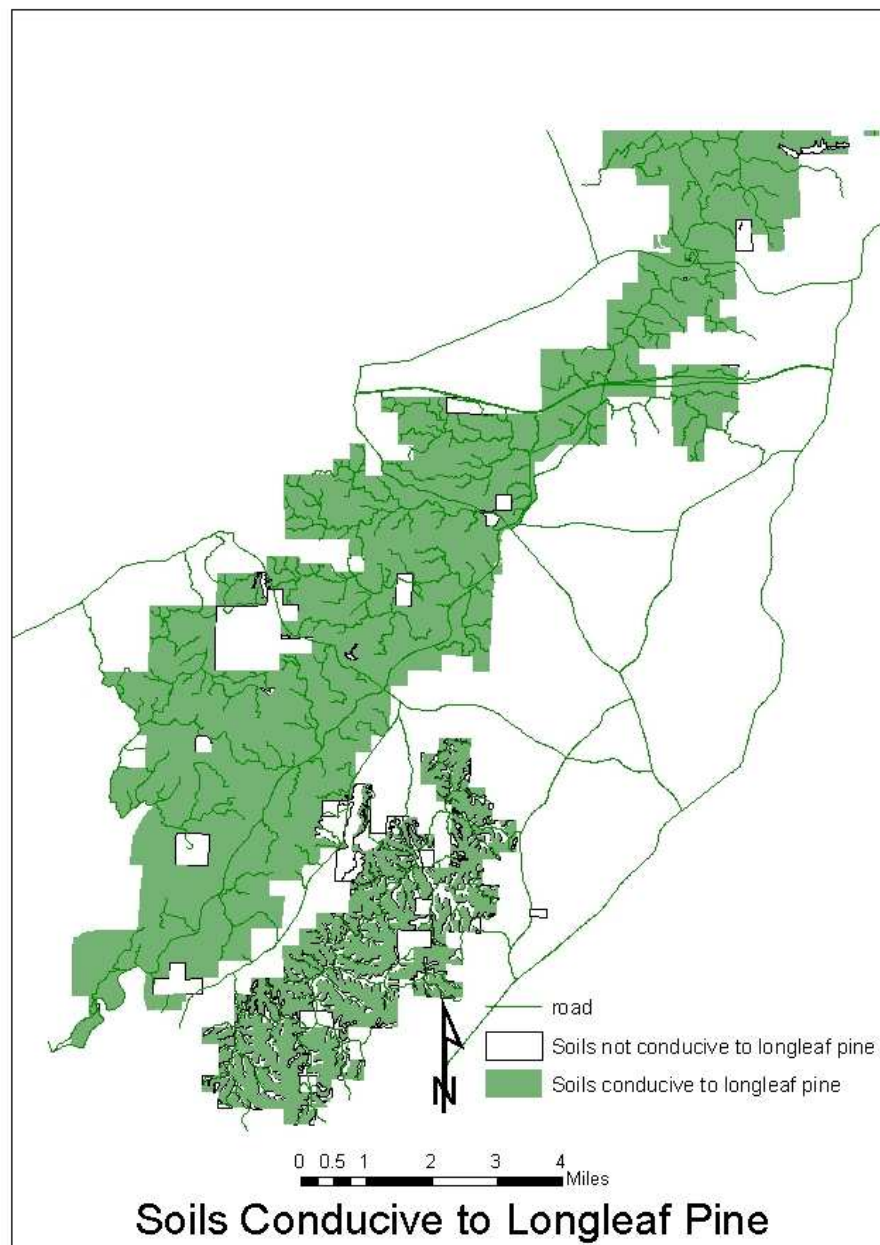 road
Soils not conducive to longleaf pine
Soils conducive to longleaf pine
N
0 0.5 1 2 3 4
Miles
Soils Conducive to Longleaf Pine